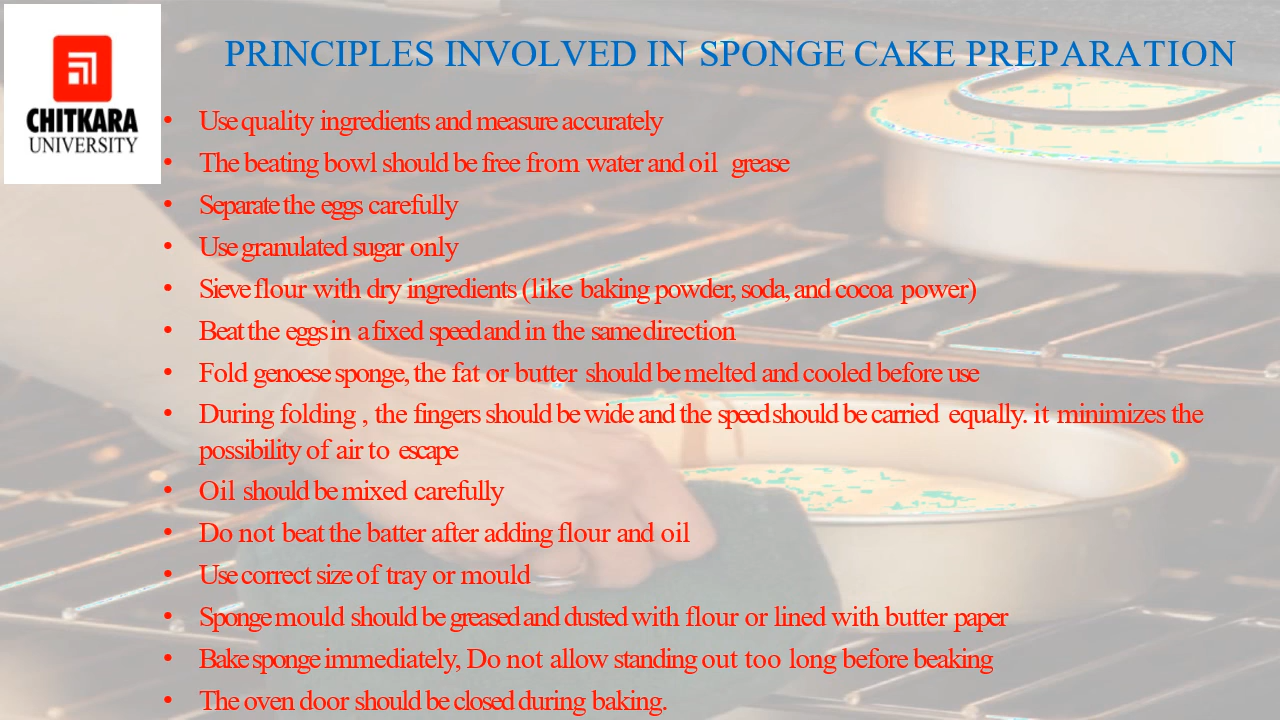 CHITKARA
UNIVERSITY
PRINCIPLES INVOLVED IN SPONGE CAKE PREPARATION
• Use quality ingredients and measure accurately
• The beating bowl should be free from water and oil grease
• Separate the eggs carefully
• Use granulated sugar only
• Sieve flour with dry ingredients (like baking powder, soda, and cocoa power)
• Beat the eggs in a fixed speed and in the same direction
• Fold genoese sponge, the fat or butter should be melted and cooled before use
• During folding , the fingers should be wide and the speed should be carried equally. it minimizes the
possibility of air to escape
• Oil should be mixed carefully
• Do not beat the batter after adding flour and oil
• Use correct size of tray or mould
• Sponge mould should be greased and dusted with flour or lined with butter paper
• Bake sponge immediately, Do not allow standing out too long before beaking
• The oven door should be closed during baking.